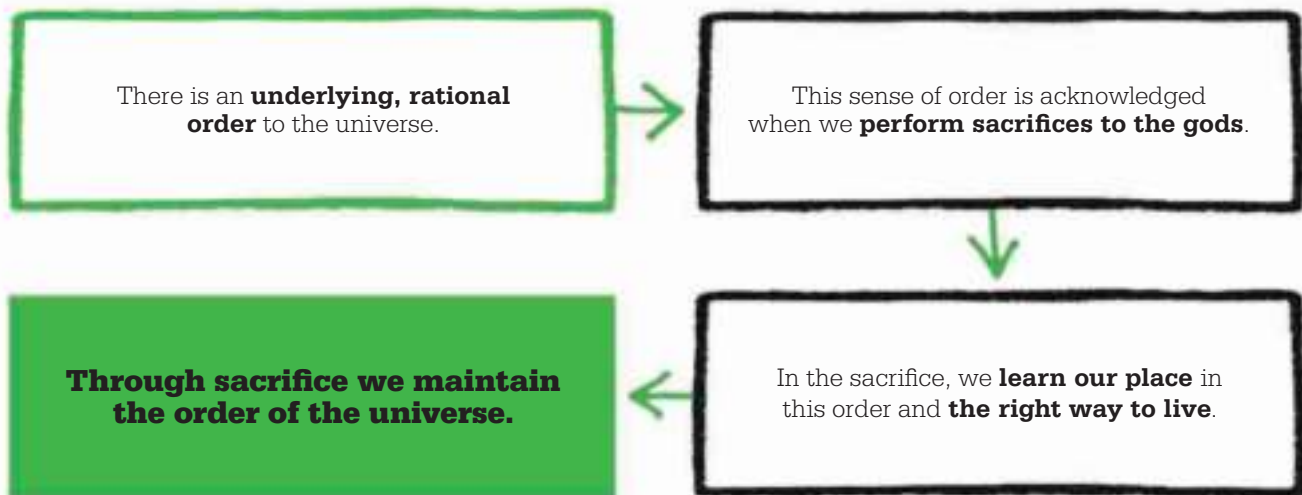 There is an underlying, rational
order to the universe.
This sense of order is acknowledged
when we perform sacrifices to the gods.
In the sacrifice, we learn our place in
this order and the right way to live.
Through sacrifice we maintain
the order of the universe.